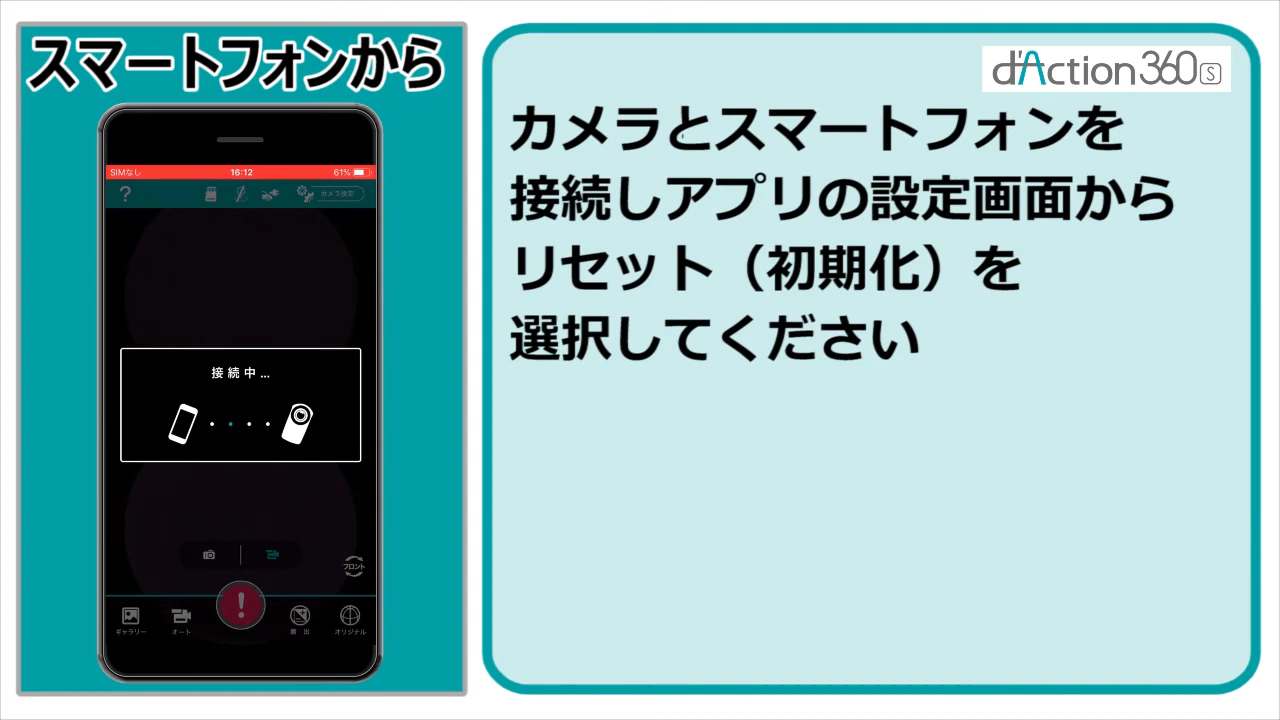 スマートフォンから
SIMなし 16:12 61%
?
カメラ設定
接続中...
フロント
!
ギャラリー オート 露出 オリジナル
d'Action 360 S
カメラとスマートフォンを
接続しアプリの設定画面から
リセット（初期化）を
選択してください